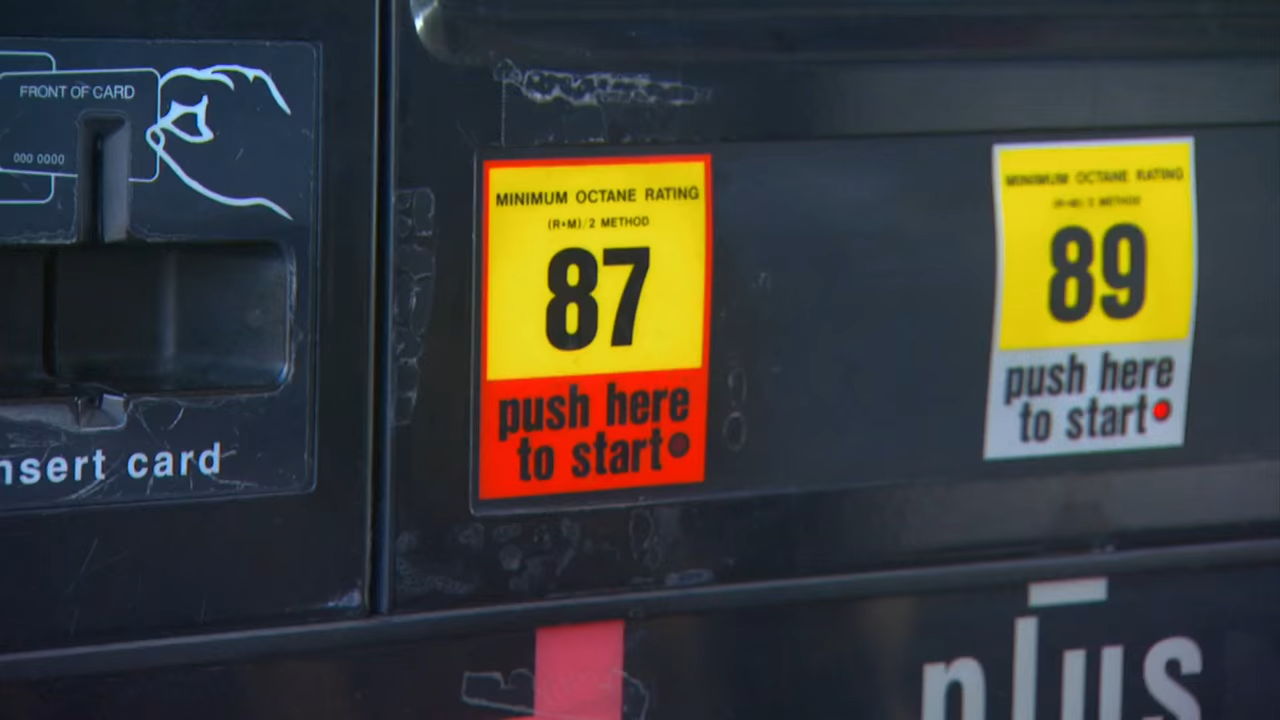 FRONT OF CARD
000 0000
nsert card
MINIMUM OCTANE RATING
(R+M)/2 METHOD
87
push here
to start
MINIMUM OCTANE RATING
(R+M)/2 METHOD
89
push here
to start
plus